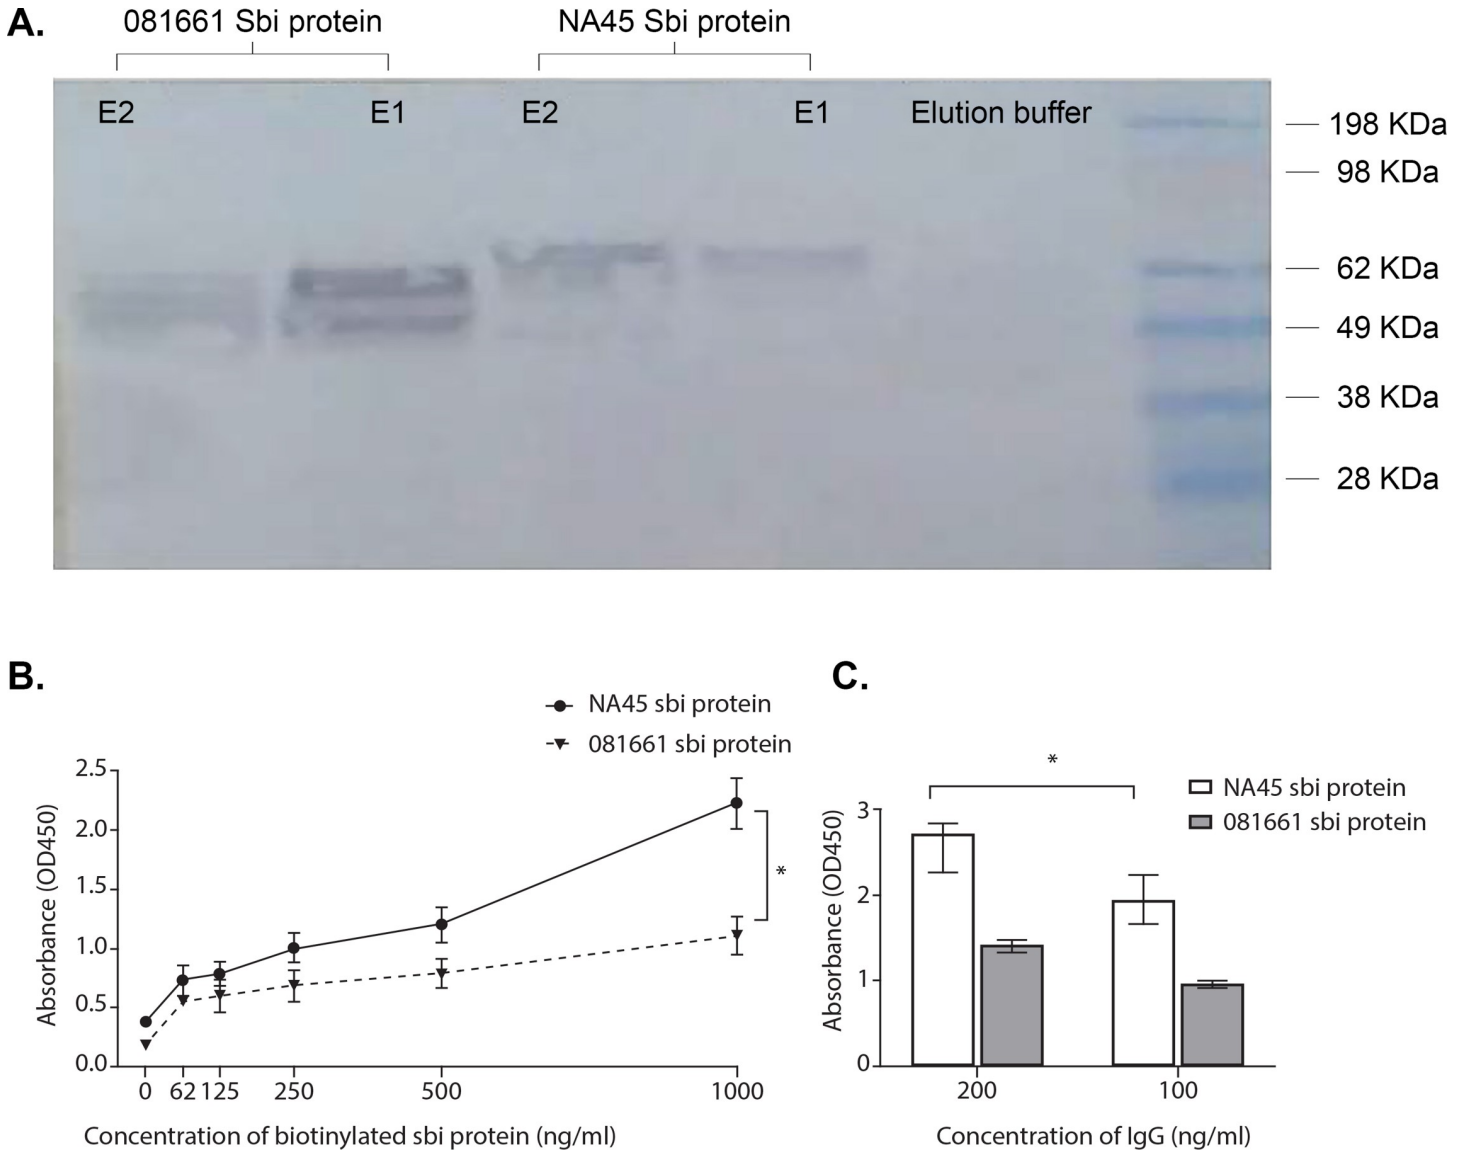 A.
081661 Sbi protein
NA45 Sbi protein
E2
E1
E2
E1
Elution buffer
198 KDa
98 KDa
62 KDa
49 KDa
38 KDa
28 KDa
B.
NA45 sbi protein
081661 sbi protein
2.5
2.0
1.5
1.0
0.5
0.0
Absorbance (OD450)
*
0 62 125 250 500 1000
Concentration of biotinylated sbi protein (ng/ml)
C.
*
NA45 sbi protein
081661 sbi protein
3
2
1
0
Absorbance (OD450)
200 100
Concentration of IgG (ng/ml)